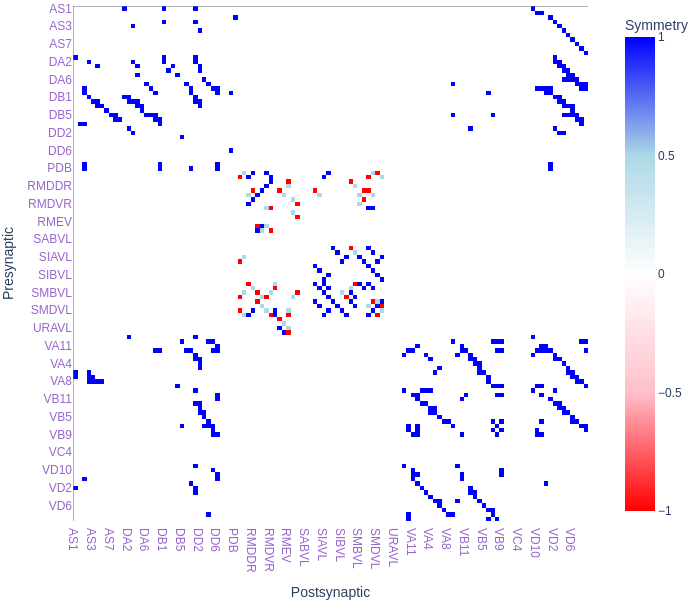 Symmetry
1
0.5
0
−0.5
−1
Presynaptic
AS1
AS3
AS7
DA2
DA6
DB1
DB5
DD2
DD6
PDB
RMDDR
RMDVR
RMEV
SABVL
SIAVL
SIBVL
SMBVL
SMDVL
URAVL
VA11
VA4
VA8
VB11
VB5
VB9
VC4
VD10
VD2
VD6
AS1
AS3
AS7
DA2
DA6
DB1
DB5
DD2
DD6
PDB
RMDDR
RMDVR
RMEV
SABVL
SIAVL
SIBVL
SMBVL
SMDVL
URAVL
VA11
VA4
VA8
VB11
VB5
VB9
VC4
VD10
VD2
VD6
Postsynaptic